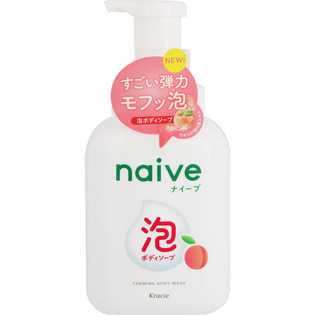 NEW!
すごい弾力
モフッ泡
泡ボディソープ
naive
ナイーブ
泡
ボディソープ
FOAMING BODY WASH
Kracie